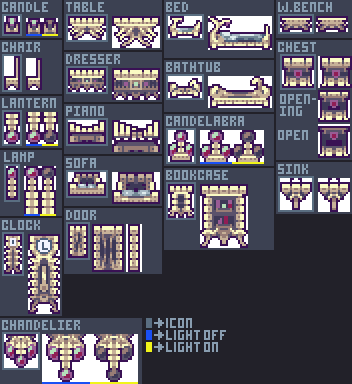 CANDLE
TABLE
BED
W.BENCH
CHAIR
DRESSER
CHEST
BATHTUB
LANTERN
PIANO
OPEN-
ING
CANDELABRA
OPEN
LAMP
SOFA
SINK
BOOKCASE
DOOR
CLOCK
L
L
CHANDELIER
→ICON
→LIGHT OFF
→LIGHT ON